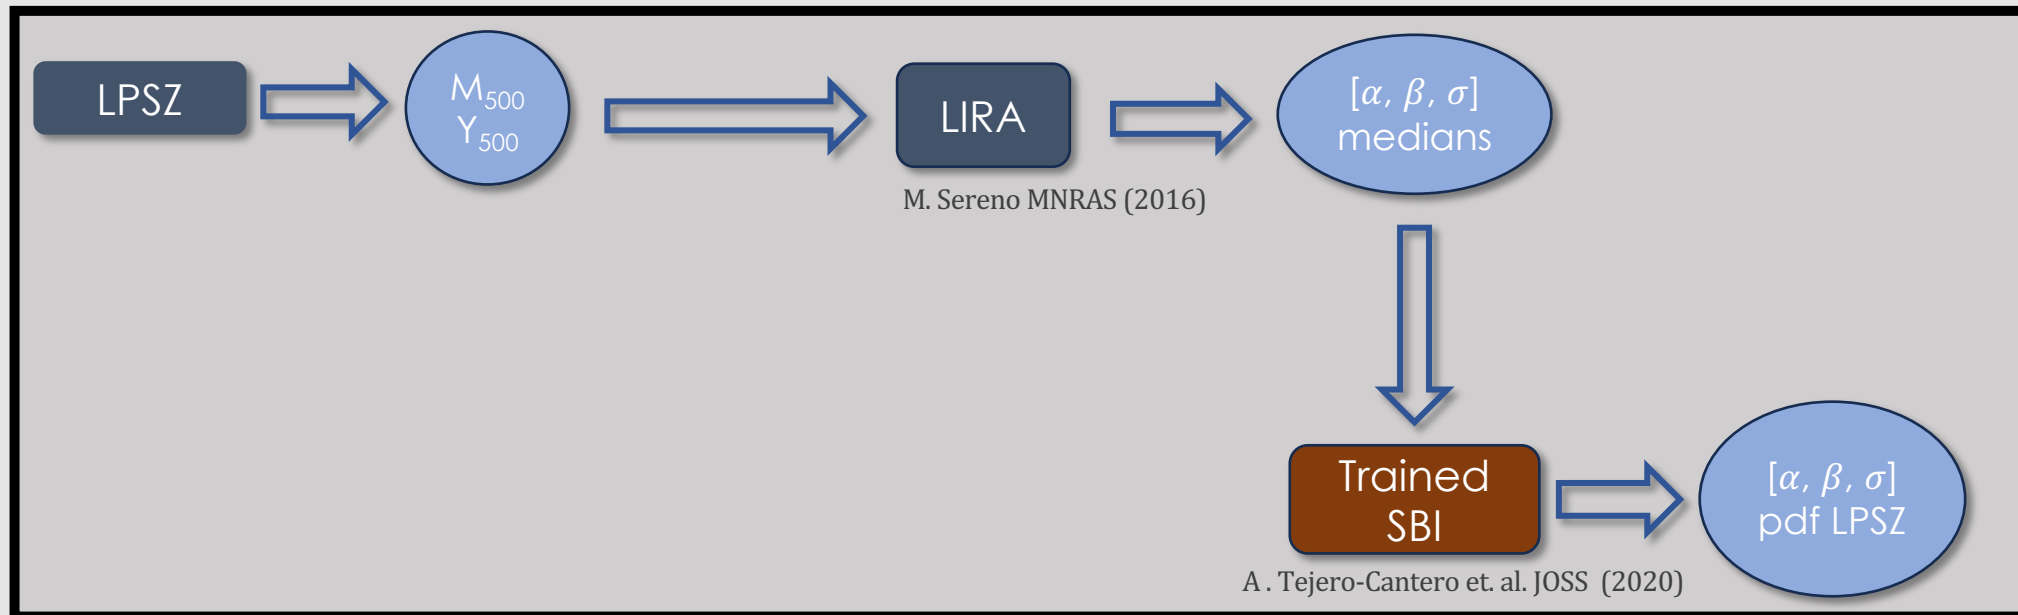 LPSZ
M₅₀₀
Y₅₀₀
LIRA
M. Sereno MNRAS (2016)
[α, β, σ]
medians
Trained
SBI
A . Tejero-Cantero et. al. JOSS  (2020)
[α, β, σ]
pdf LPSZ